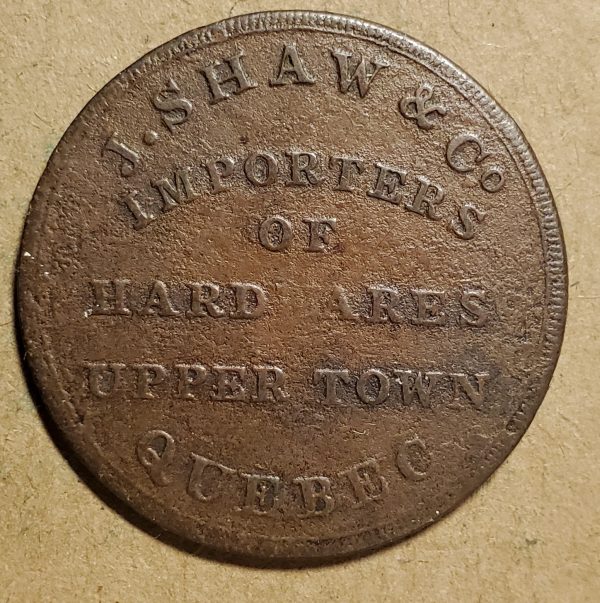 J. SHAW & Co
IMPORTERS
OF
HARD ARES
UPPER TOWN
QUEBEC